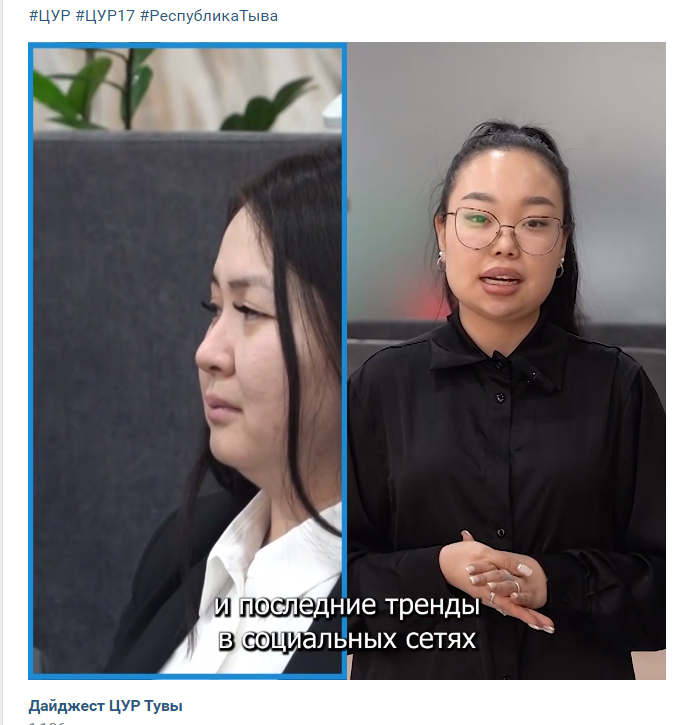 #ЦУР #ЦУР17 #РеспубликаТыва
и последние тренды
в социальных сетях
Дайджест ЦУР Тувы